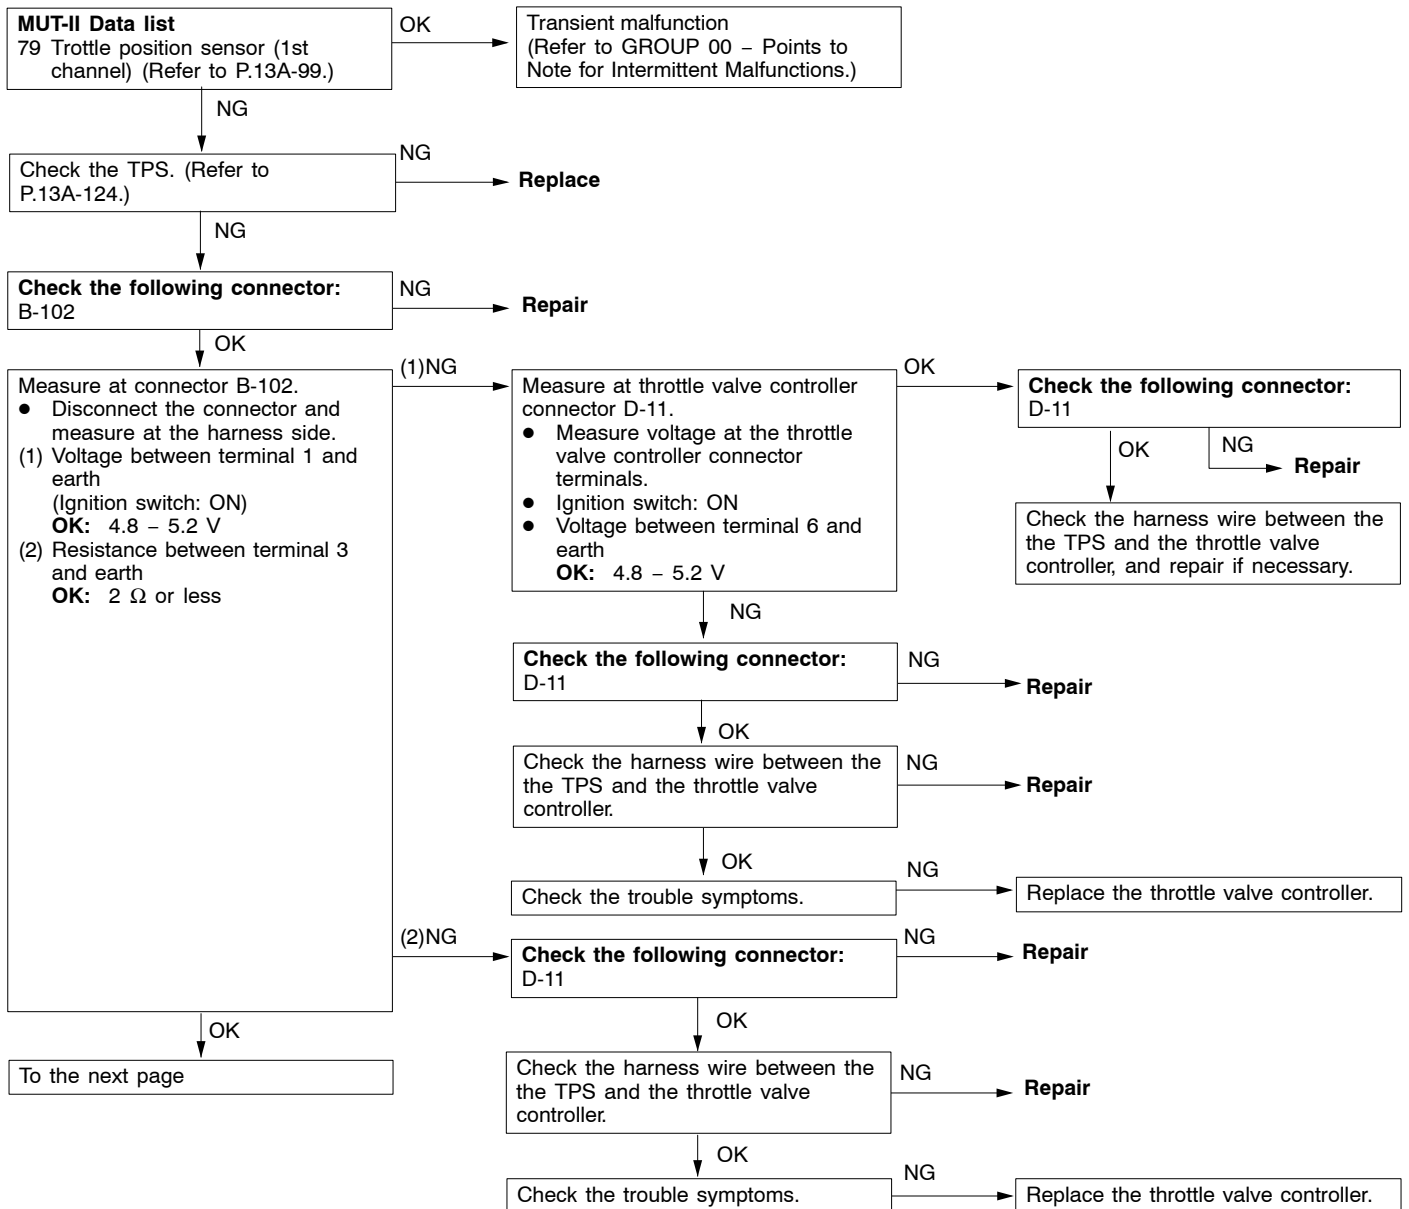 MUT-II Data list
79 Trottle position sensor (1st
channel) (Refer to P.13A-99.)
OK
Transient malfunction
(Refer to GROUP 00 – Points to
Note for Intermittent Malfunctions.)
NG
Check the TPS. (Refer to
P.13A-124.)
NG
Replace
NG
Check the following connector:
B-102
NG
Repair
OK
Measure at connector B-102.
● Disconnect the connector and
measure at the harness side.
(1) Voltage between terminal 1 and
earth
(Ignition switch: ON)
OK: 4.8 – 5.2 V
(2) Resistance between terminal 3
and earth
OK: 2 Ω or less
(1)NG
Measure at throttle valve controller
connector D-11.
● Measure voltage at the throttle
valve controller connector
terminals.
● Ignition switch: ON
● Voltage between terminal 6 and
earth
OK: 4.8 – 5.2 V
OK
Check the following connector:
D-11
OK
NG
Repair
Check the harness wire between the
the TPS and the throttle valve
controller, and repair if necessary.
NG
Check the following connector:
D-11
NG
Repair
OK
Check the harness wire between the
the TPS and the throttle valve
controller.
NG
Repair
OK
Check the trouble symptoms.
NG
Replace the throttle valve controller.
(2)NG
Check the following connector:
D-11
NG
Repair
OK
To the next page
OK
Check the harness wire between the
the TPS and the throttle valve
controller.
NG
Repair
OK
Check the trouble symptoms.
NG
Replace the throttle valve controller.